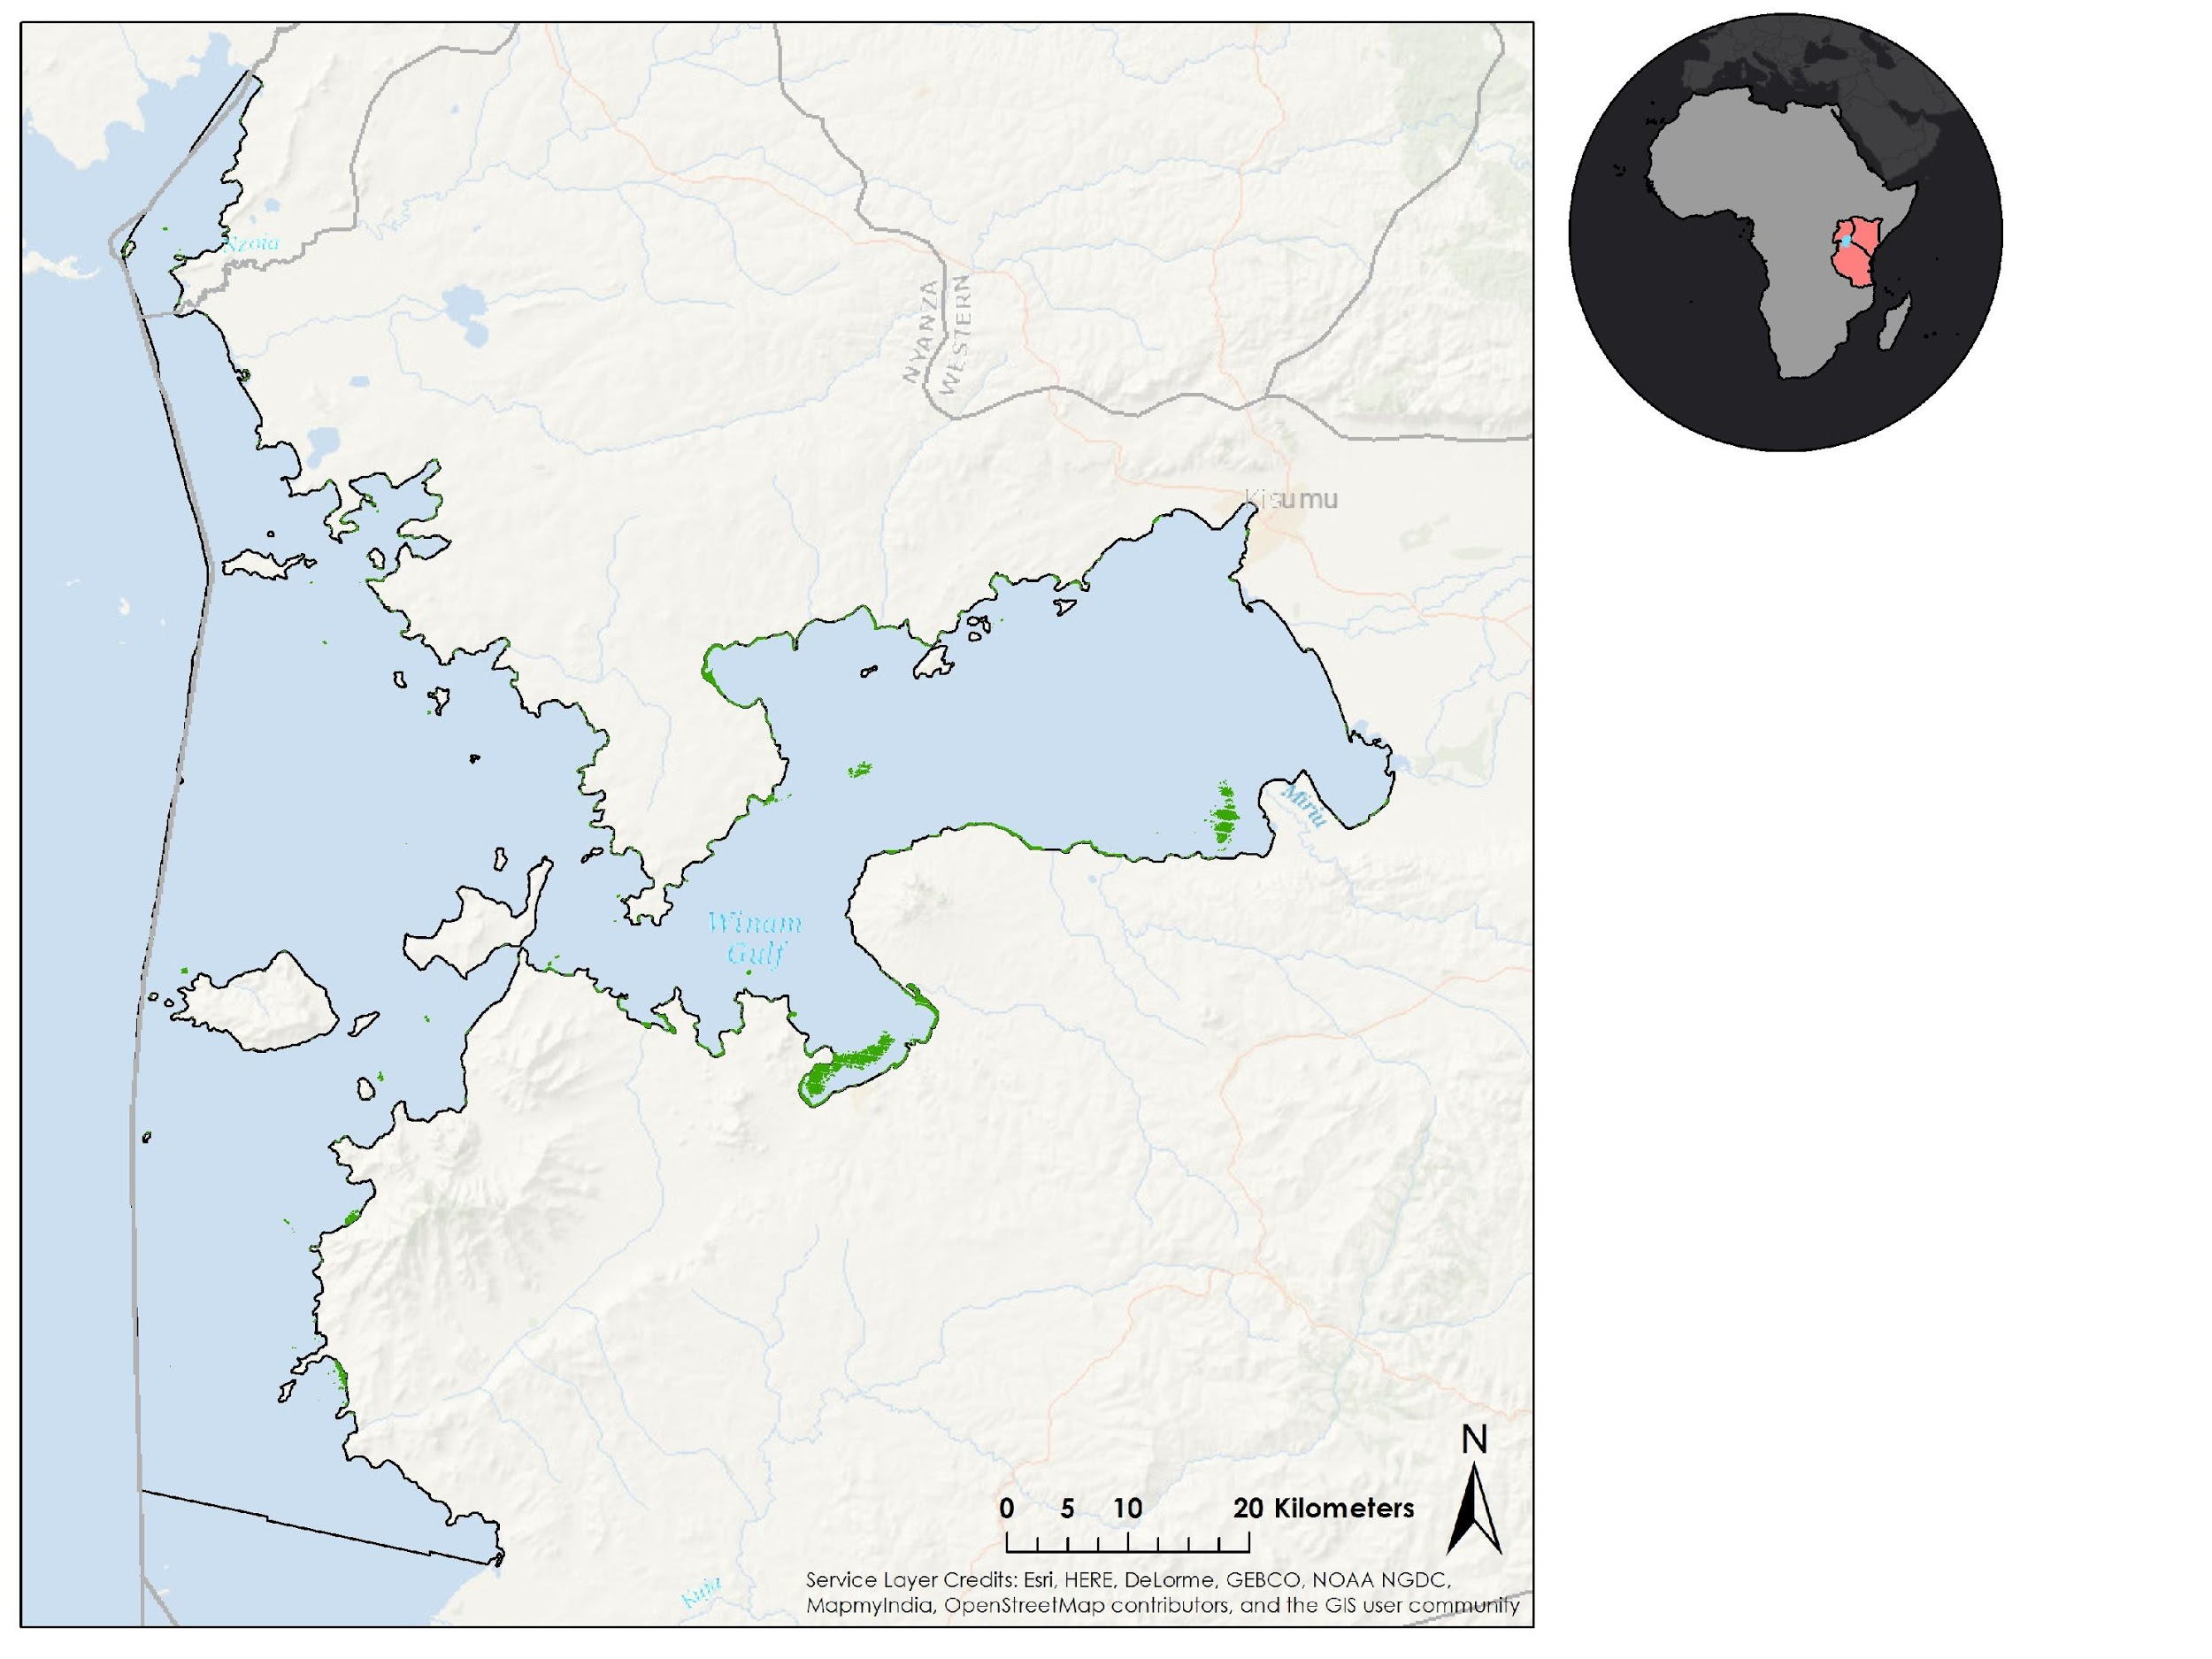 Nzoia
NYANZA
WESTERN
Kisumu
Miriu
Winam
Gulf
N
0 5 10 20 Kilometers
Kuja
Service Layer Credits: Esri, HERE, DeLorme, GEBCO, NOAA NGDC,
MapmyIndia, OpenStreetMap contributors, and the GIS user community